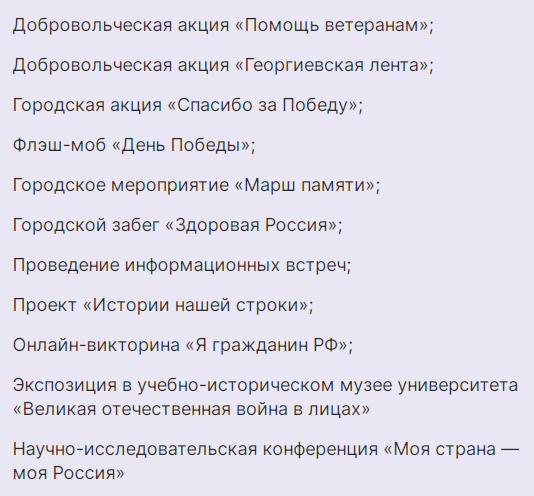 Добровольческая акция «Помощь ветеранам»;
Добровольческая акция «Георгиевская лента»;
Городская акция «Спасибо за Победу»;
Флэш-моб «День Победы»;
Городское мероприятие «Марш памяти»;
Городской забег «Здоровая Россия»;
Проведение информационных встреч;
Проект «Истории нашей строки»;
Онлайн-викторина «Я гражданин РФ»;
Экспозиция в учебно-историческом музее университета
«Великая отечественная война в лицах»
Научно-исследовательская конференция «Моя страна —
моя Россия»